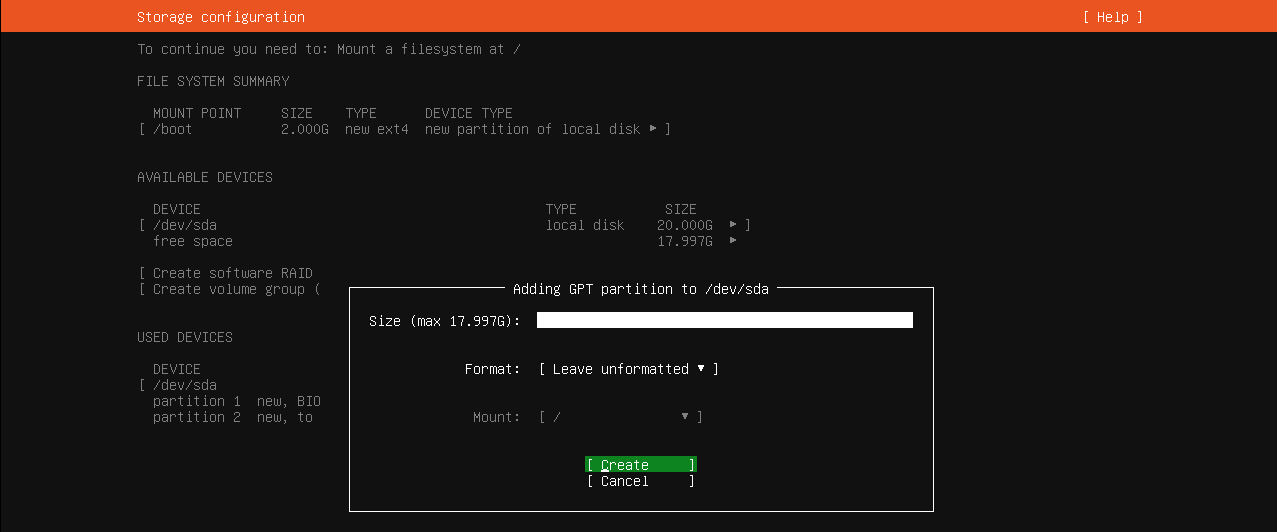 Storage configuration [ Help ]
To continue you need to: Mount a filesystem at /
FILE SYSTEM SUMMARY
MOUNT POINT SIZE TYPE DEVICE TYPE
[ /boot 2.000G new ext4 new partition of local disk ▸ ]
AVAILABLE DEVICES
DEVICE TYPE SIZE
[ /dev/sda local disk 20.000G ▸ ]
free space 17.997G ▸
[ Create software RAID
[ Create volume group (
Adding GPT partition to /dev/sda
Size (max 17.997G):
USED DEVICES
Format: [ Leave unformatted ▾ ]
DEVICE
[ /dev/sda
partition 1 new, BIO
partition 2 new, to
Mount: [ / ▾ ]
[ Create ]
[ Cancel ]